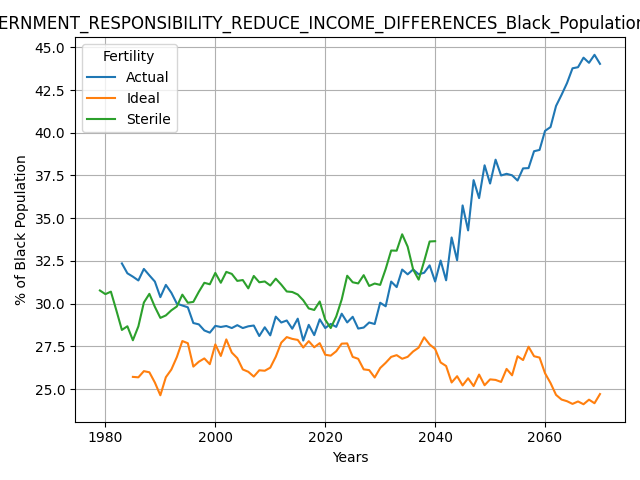 ERNMENT_RESPONSIBILITY_REDUCE_INCOME_DIFFERENCES_Black_Population
Fertility
Actual
Ideal
Sterile
45.0
42.5
40.0
37.5
35.0
32.5
30.0
27.5
25.0
% of Black Population
1980 2000 2020 2040 2060
Years